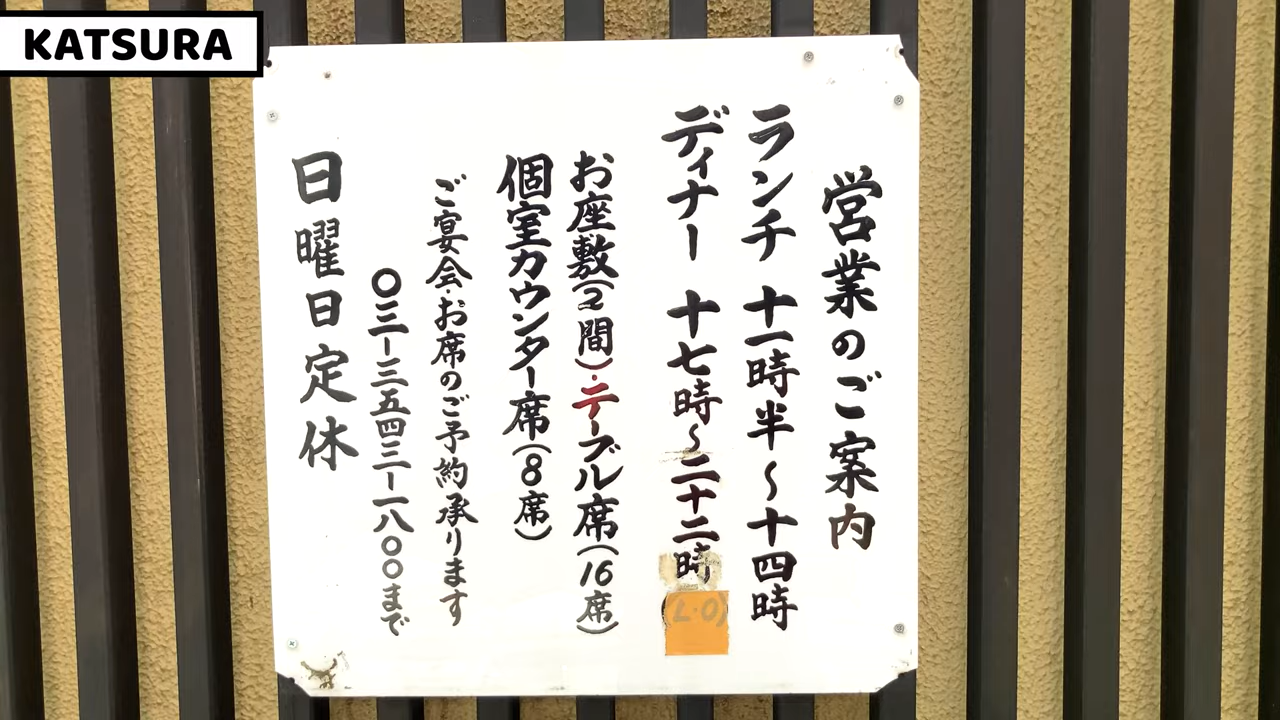 KATSURA
営業のご案内
ランチ 十一時半〜十四時
ディナー 十七時〜二十二時
(L.O)
お座敷(2間)・テーブル席(16席)
個室カウンター席(8席)
ご宴会・お席のご予約承ります
〇三-三五四三-一八〇〇まで
日曜日定休